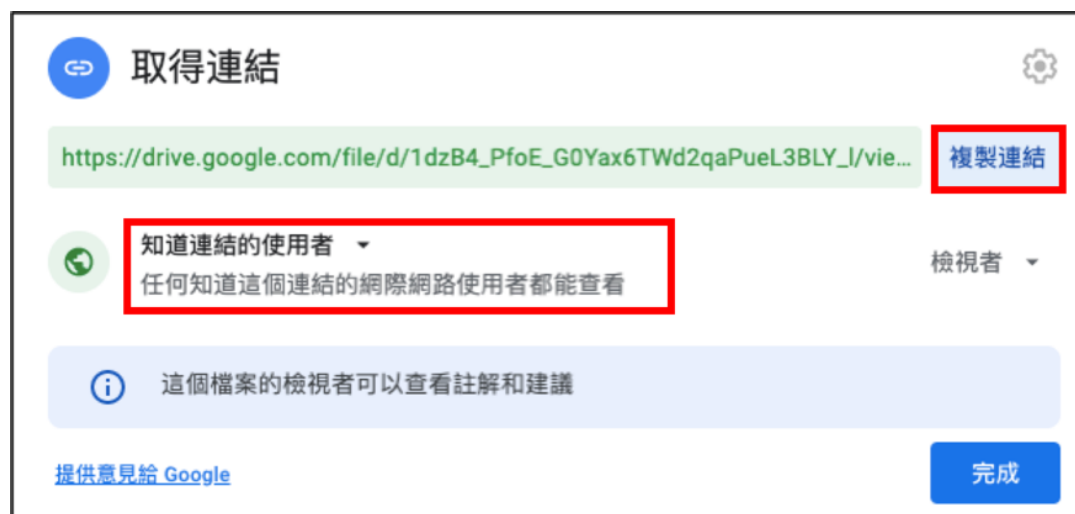 取得連結
https://drive.google.com/file/d/1dzB4_PfoE_G0Yax6TWd2qaPueL3BLY_l/vie...
複製連結
知道連結的使用者
任何知道這個連結的網際網路使用者都能查看
檢視者
這個檔案的檢視者可以查看註解和建議
提供意見給 Google
完成